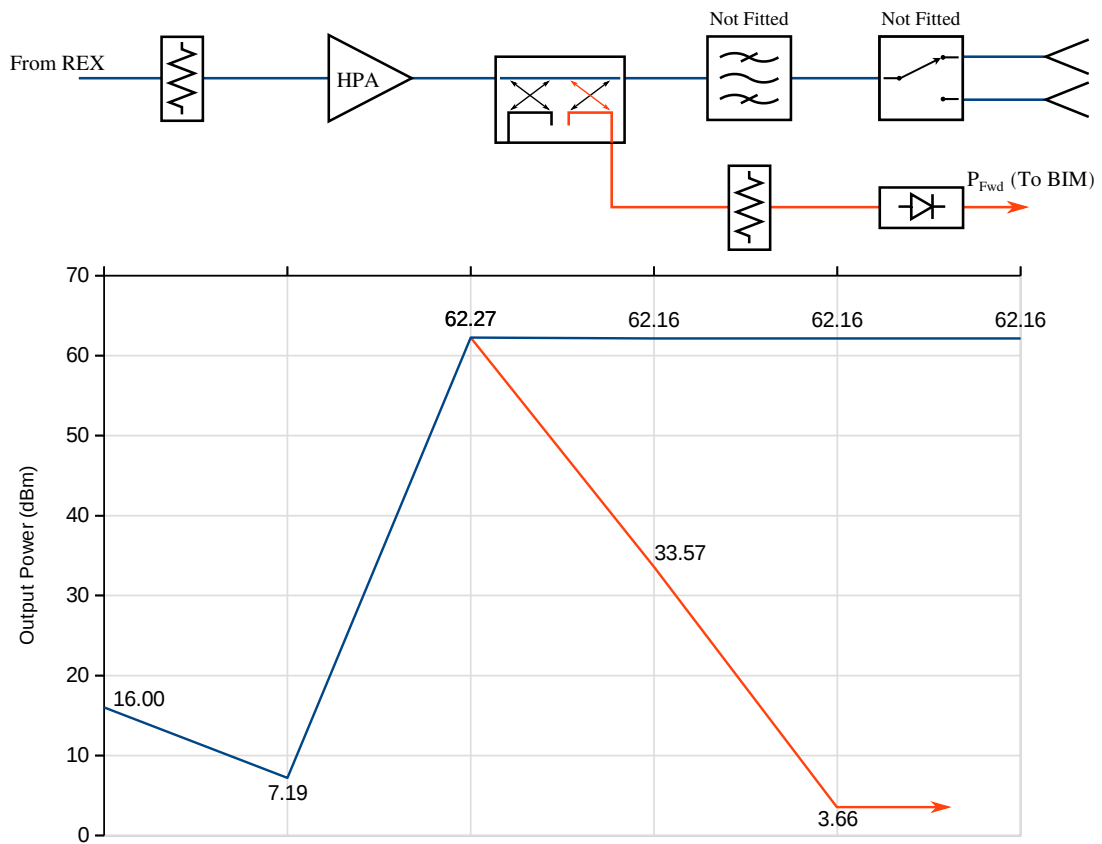 Not Fitted
Not Fitted
From REX
HPA
P_Fwd (To BIM)
70
62.27
62.16
62.16
62.16
60
50
Output Power (dBm)
40
33.57
30
20
16.00
10
7.19
3.66
0